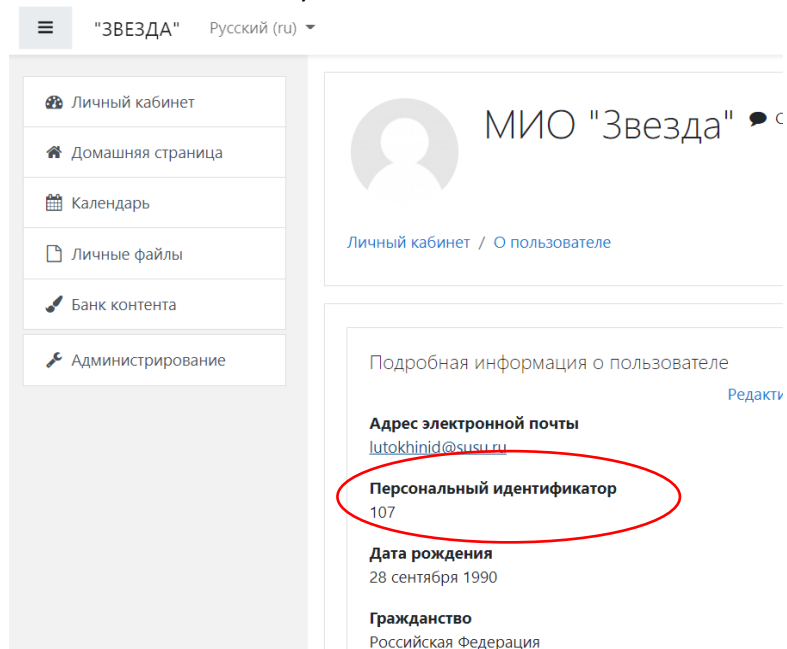 "ЗВЕЗДА" Русский (ru)
Личный кабинет
Домашняя страница
Календарь
Личные файлы
Банк контента
Администрирование
МИО "Звезда"
Личный кабинет / О пользователе
Подробная информация о пользователе
Адрес электронной почты
lutokhinid@susu.ru
Персональный идентификатор
107
Дата рождения
28 сентября 1990
Гражданство
Российская Федерация